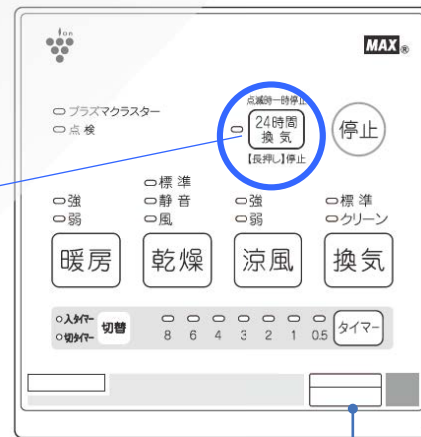 ion
MAX®
プラズマクラスター
点検
点滅時一時停止
24時間
換気
【長押し】停止
停止
強
弱
暖房
標準
静音
風
乾燥
強
弱
涼風
標準
クリーン
換気
入タイマー
切タイマー
切替
8 6 4 3 2 1 0.5
タイマー